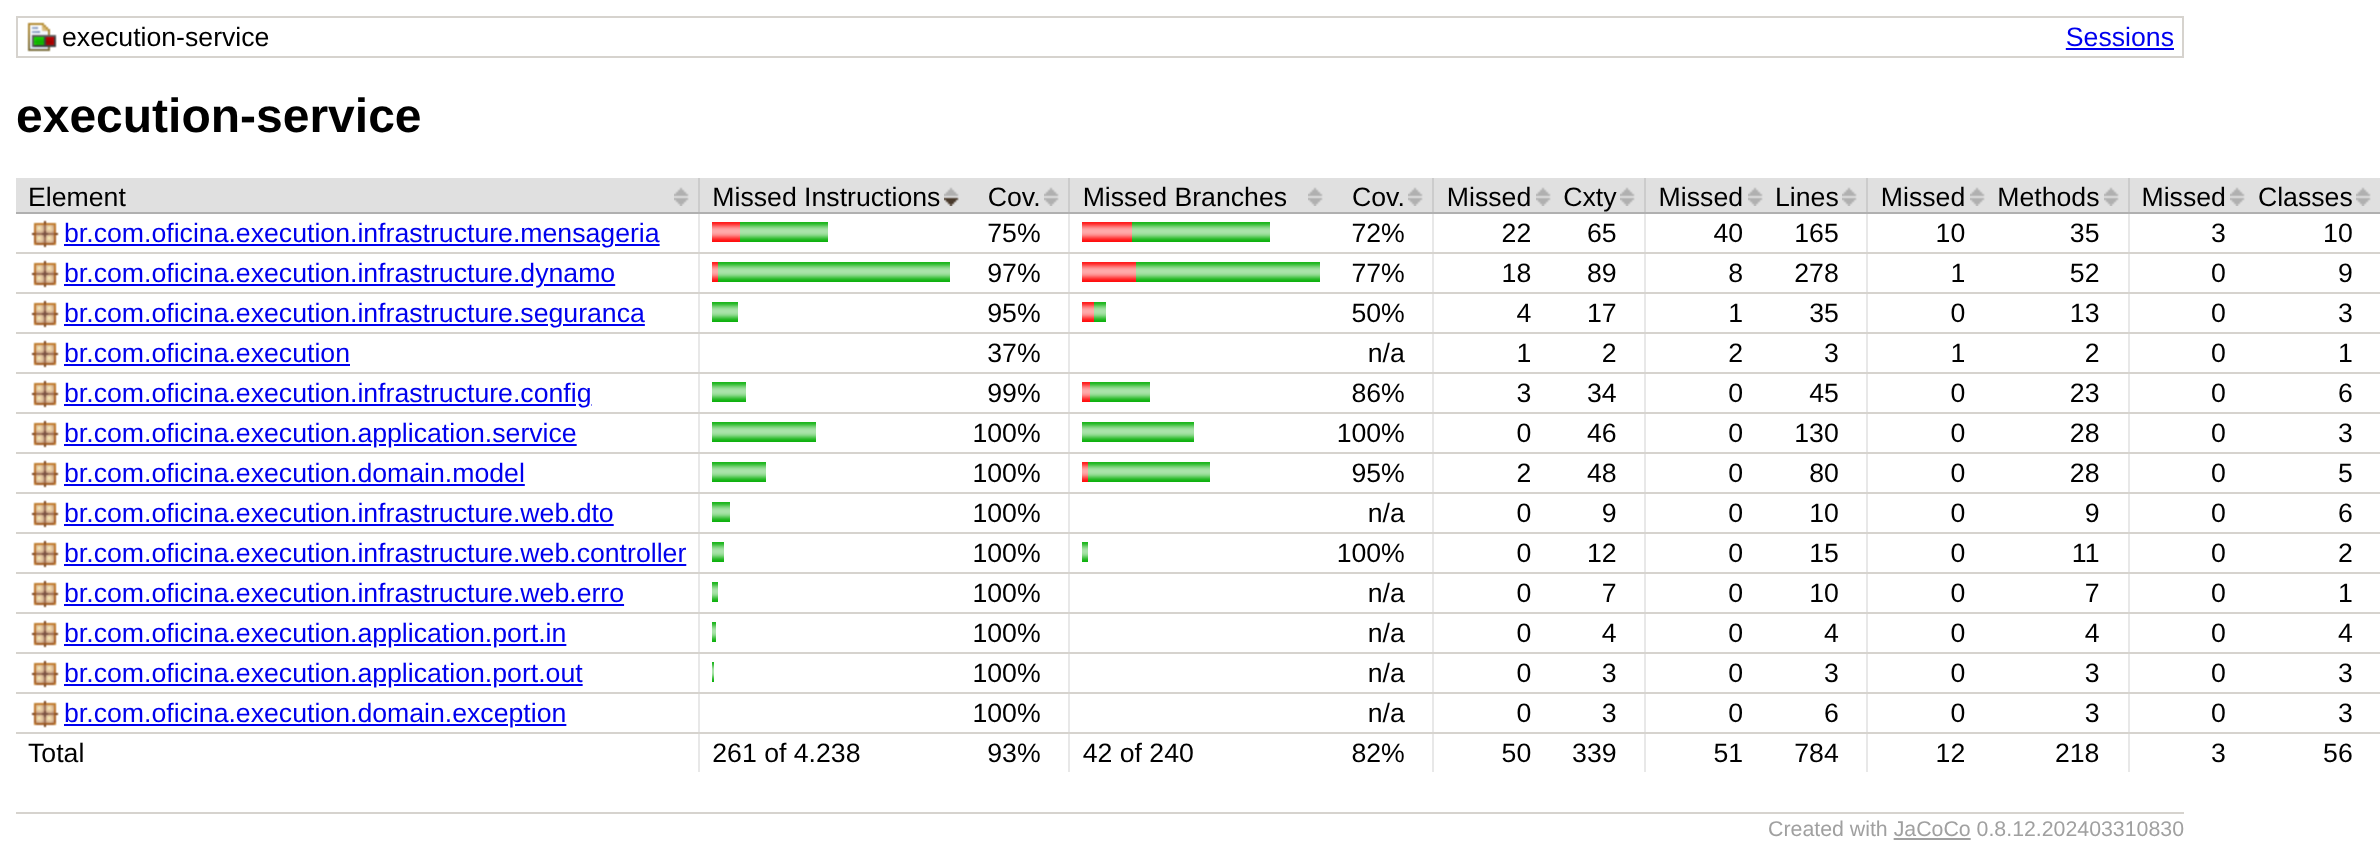 execution-service Sessions
execution-service
Element Missed Instructions Cov. Missed Branches Cov. Missed Cxty Missed Lines Missed Methods Missed Classes
br.com.oficina.execution.infrastructure.mensageria 75% 72% 22 65 40 165 10 35 3 10
br.com.oficina.execution.infrastructure.dynamo 97% 77% 18 89 8 278 1 52 0 9
br.com.oficina.execution.infrastructure.seguranca 95% 50% 4 17 1 35 0 13 0 3
br.com.oficina.execution 37% n/a 1 2 2 3 1 2 0 1
br.com.oficina.execution.infrastructure.config 99% 86% 3 34 0 45 0 23 0 6
br.com.oficina.execution.application.service 100% 100% 0 46 0 130 0 28 0 3
br.com.oficina.execution.domain.model 100% 95% 2 48 0 80 0 28 0 5
br.com.oficina.execution.infrastructure.web.dto 100% n/a 0 9 0 10 0 9 0 6
br.com.oficina.execution.infrastructure.web.controller 100% 100% 0 12 0 15 0 11 0 2
br.com.oficina.execution.infrastructure.web.erro 100% n/a 0 7 0 10 0 7 0 1
br.com.oficina.execution.application.port.in 100% n/a 0 4 0 4 0 4 0 4
br.com.oficina.execution.application.port.out 100% n/a 0 3 0 3 0 3 0 3
br.com.oficina.execution.domain.exception 100% n/a 0 3 0 6 0 3 0 3
Total 261 of 4.238 93% 42 of 240 82% 50 339 51 784 12 218 3 56
Created with JaCoCo 0.8.12.202403310830